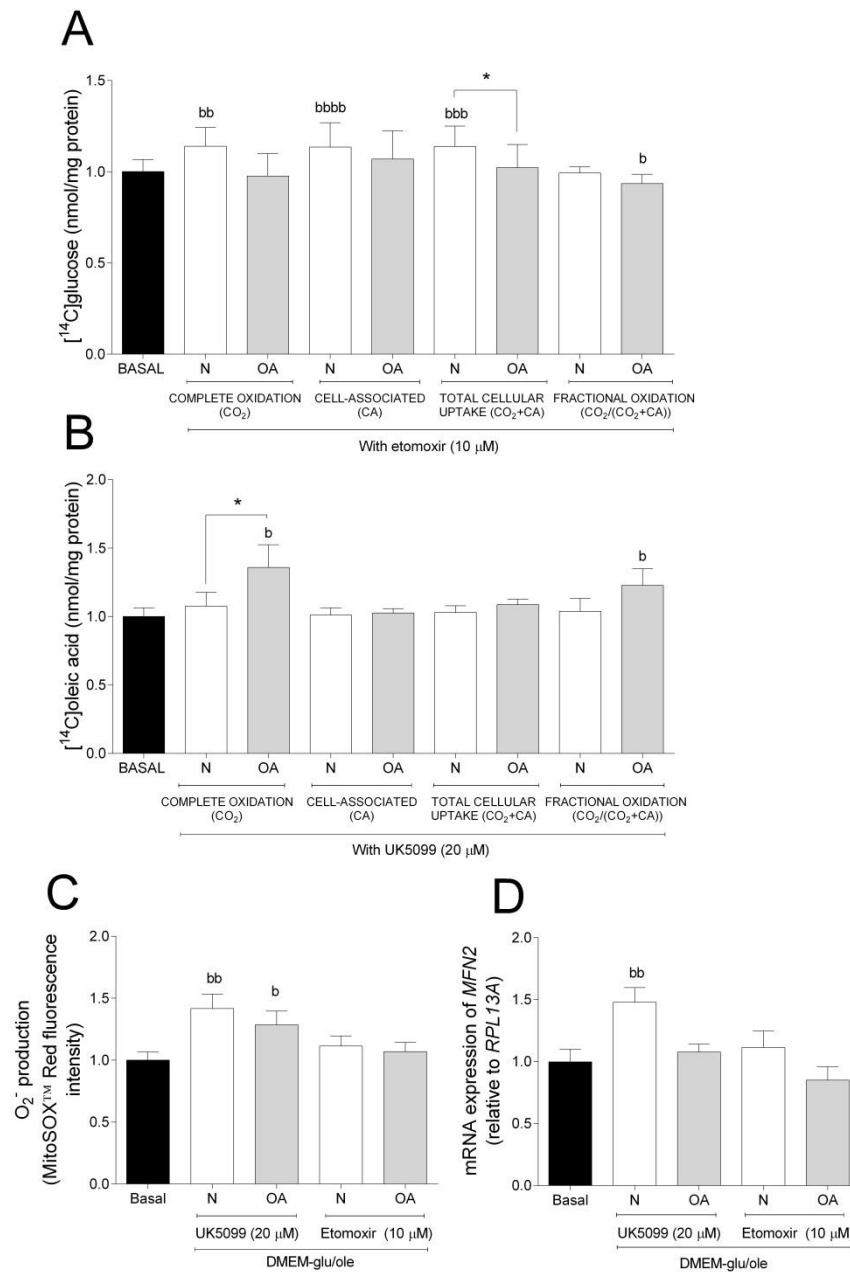 A
[¹⁴C]glucose (nmol/mg protein)
1.5
1.0
0.5
0.0
bb
bbbb
bbb
*
b
BASAL
N OA N OA N OA N OA
COMPLETE OXIDATION
(CO₂)
CELL-ASSOCIATED
(CA)
TOTAL CELLULAR
UPTAKE (CO₂+CA)
FRACTIONAL OXIDATION
(CO₂/(CO₂+CA))
With etomoxir (10 µM)
B
[¹⁴C]oleic acid (nmol/mg protein)
2.0
1.5
1.0
0.5
0.0
*
b
b
BASAL
N OA N OA N OA N OA
COMPLETE OXIDATION
(CO₂)
CELL-ASSOCIATED
(CA)
TOTAL CELLULAR
UPTAKE (CO₂+CA)
FRACTIONAL OXIDATION
(CO₂/(CO₂+CA))
With UK5099 (20 µM)
C
O₂⁻ production
(MitoSOX™ Red fluorescence
intensity)
2.0
1.5
1.0
0.5
0.0
bb
b
Basal N OA N OA
UK5099 (20 µM) Etomoxir (10 µM)
DMEM-glu/ole
D
mRNA expression of MFN2
(relative to RPL13A)
2.0
1.5
1.0
0.5
0.0
bb
Basal N OA N OA
UK5099 (20 µM) Etomoxir (10 µM)
DMEM-glu/ole